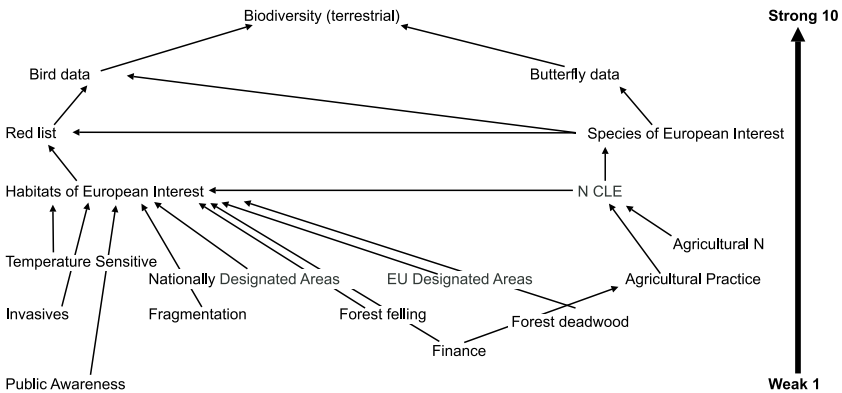 Biodiversity (terrestrial)
Strong 10
Bird data
Butterfly data
Red list
Species of European Interest
Habitats of European Interest
N CLE
Agricultural N
Temperature Sensitive
Nationally Designated Areas
EU Designated Areas
Agricultural Practice
Invasives
Fragmentation
Forest felling
Forest deadwood
Finance
Public Awareness
Weak 1